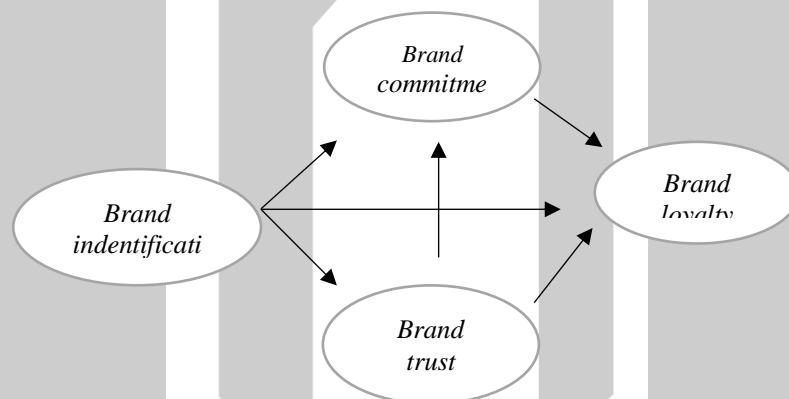 Brand
commitme
Brand
indentificati
Brand
loyalty
Brand
trust